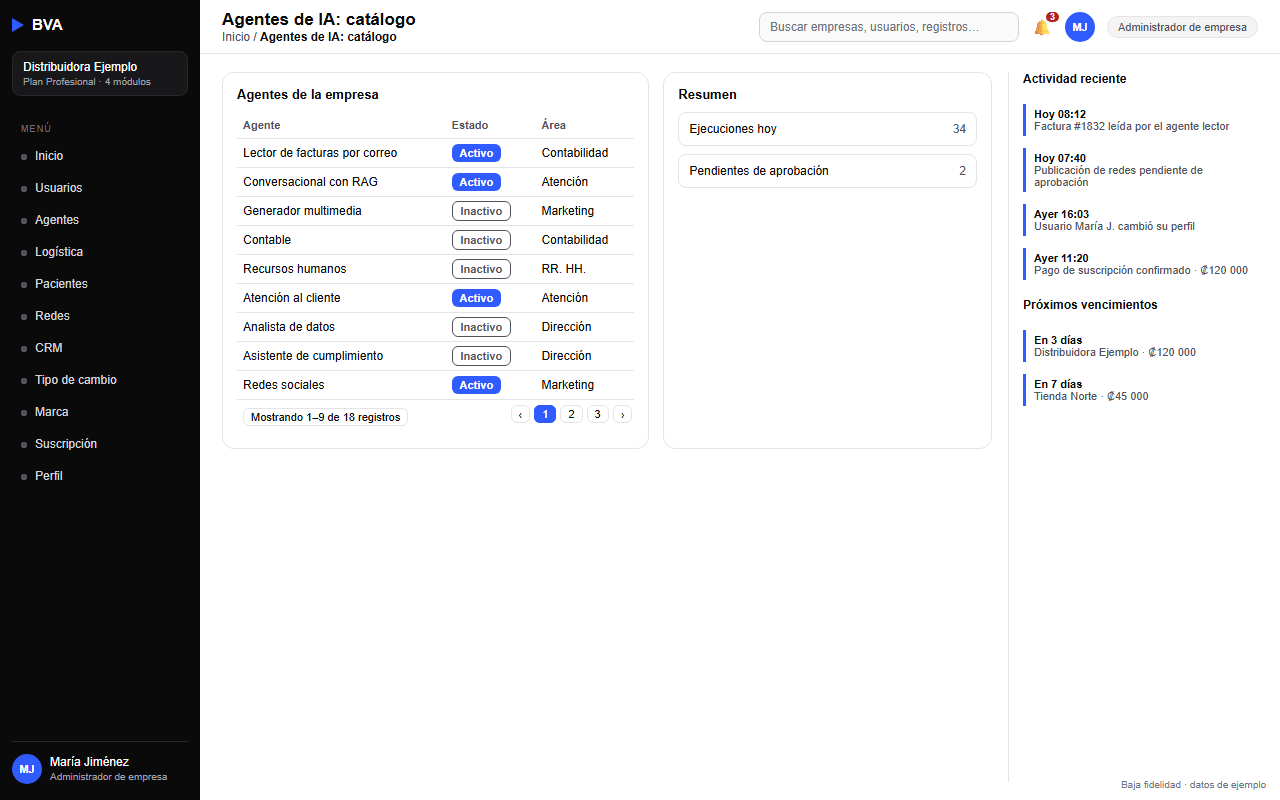 BVA
Distribuidora Ejemplo
Plan Profesional · 4 módulos
MENÚ
Inicio
Usuarios
Agentes
Logística
Pacientes
Redes
CRM
Tipo de cambio
Marca
Suscripción
Perfil
MJ
María Jiménez
Administrador de empresa
Agentes de IA: catálogo
Inicio / Agentes de IA: catálogo
Buscar empresas, usuarios, registros…
3
MJ
Administrador de empresa
Agentes de la empresa
Agente Estado Área
Lector de facturas por correo Activo Contabilidad
Conversacional con RAG Activo Atención
Generador multimedia Inactivo Marketing
Contable Inactivo Contabilidad
Recursos humanos Inactivo RR. HH.
Atención al cliente Activo Atención
Analista de datos Inactivo Dirección
Asistente de cumplimiento Inactivo Dirección
Redes sociales Activo Marketing
Mostrando 1–9 de 18 registros ‹ 1 2 3 ›
Resumen
Ejecuciones hoy 34
Pendientes de aprobación 2
Actividad reciente
Hoy 08:12
Factura #1832 leída por el agente lector
Hoy 07:40
Publicación de redes pendiente de
aprobación
Ayer 16:03
Usuario María J. cambió su perfil
Ayer 11:20
Pago de suscripción confirmado · ₡120 000
Próximos vencimientos
En 3 días
Distribuidora Ejemplo · ₡120 000
En 7 días
Tienda Norte · ₡45 000
Baja fidelidad · datos de ejemplo